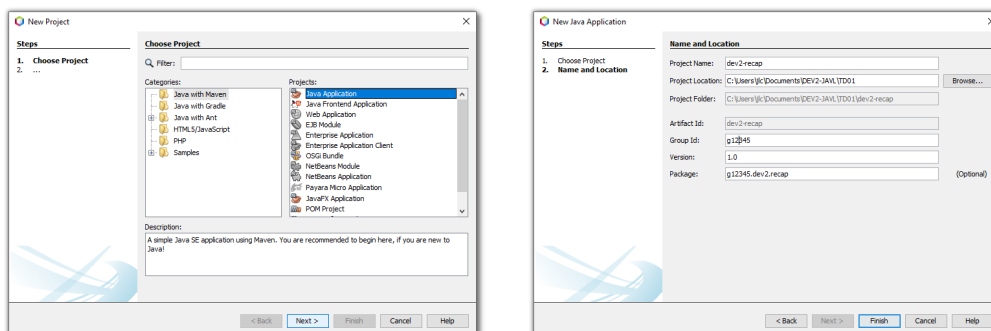 New Project
Steps
1. Choose Project
2. ...
Choose Project
Filter:
Categories:
Java with Maven
Java with Gradle
Java with Ant
HTML5/JavaScript
PHP
Samples
Projects:
Java Application
Java Frontend Application
Web Application
EJB Module
Enterprise Application
Enterprise Application Client
OSGi Bundle
NetBeans Module
NetBeans Application
Payara Micro Application
JavaFX Application
POM Project
Description:
A simple Java SE application using Maven. You are recommended to begin here, if you are new to
Java!
< Back Next > Finish Cancel Help
New Java Application
Steps
1. Choose Project
2. Name and Location
Name and Location
Project Name: dev2-recap
Project Location: C:\Users\jlc\Documents\DEV2-JAVL\TD01 Browse...
Project Folder: C:\Users\jlc\Documents\DEV2-JAVL\TD01\dev2-recap
Artifact Id: dev2-recap
Group Id: g12345
Version: 1.0
Package: g12345.dev2.recap (Optional)
< Back Next > Finish Cancel Help